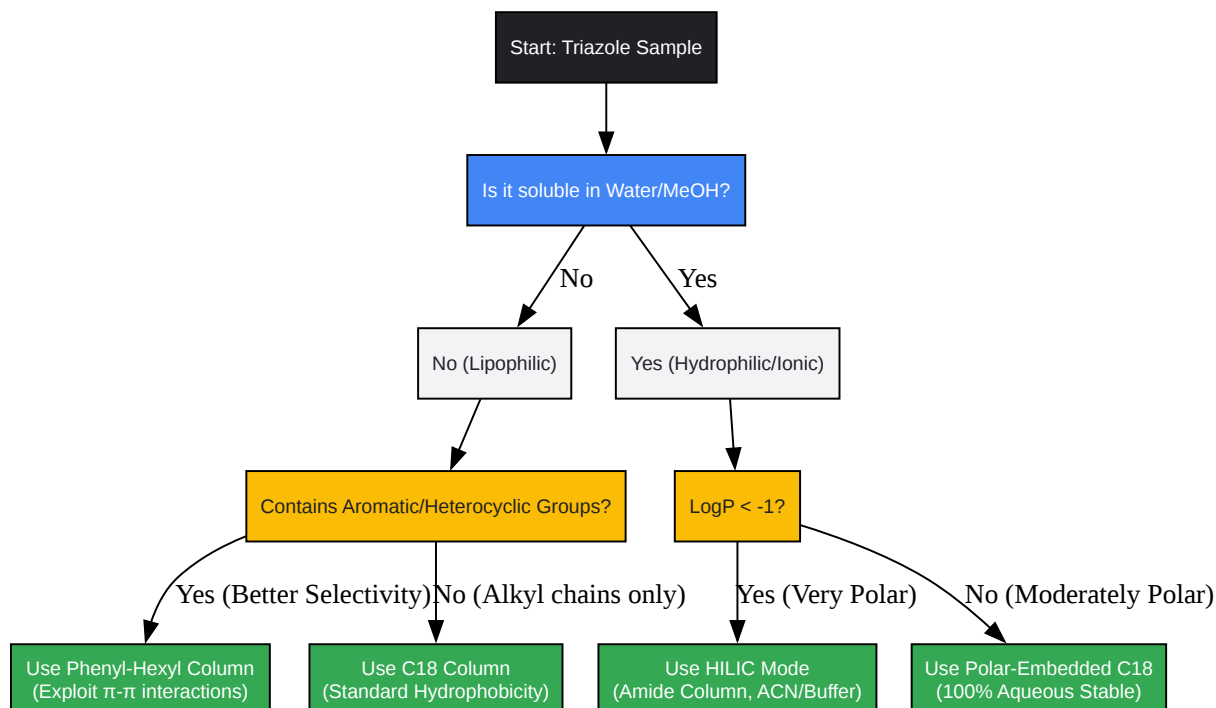 Start: Triazole Sample
Is it soluble in Water/MeOH?
No
Yes
No (Lipophilic)
Yes (Hydrophilic/Ionic)
Contains Aromatic/Heterocyclic Groups?
LogP < -1?
Yes (Better Selectivity)
No (Alkyl chains only)
Yes (Very Polar)
No (Moderately Polar)
Use Phenyl-Hexyl Column
(Exploit π-π interactions)
Use C18 Column
(Standard Hydrophobicity)
Use HILIC Mode
(Amide Column, ACN/Buffer)
Use Polar-Embedded C18
(100% Aqueous Stable)